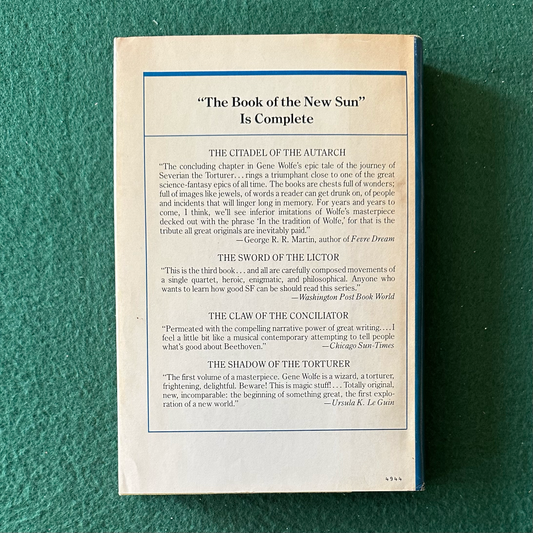 “The Book of the New Sun”
Is Complete
THE CITADEL OF THE AUTARCH
“The concluding chapter in Gene Wolfe’s epic tale of the journey of
Severian the Torturer. . . rings a triumphant close to one of the great
science-fantasy epics of all time. The books are chests full of wonders;
full of images like jewels, of words a reader can get drunk on, of people
and incidents that will linger long in memory. For years and years to
come, I think, we’ll see inferior imitations of Wolfe’s masterpiece
decked out with the phrase ‘In the tradition of Wolfe,’ for that is the
tribute all great originals are inevitably paid.”
—George R. R. Martin, author of Fevre Dream
THE SWORD OF THE LICTOR
“This is the third book. . . and all are carefully composed movements of
a single quartet, heroic, enigmatic, and philosophical. Anyone who
wants to learn how good SF can be should read this series.”
—Washington Post Book World
THE CLAW OF THE CONCILIATOR
“Permeated with the compelling narrative power of great writing. . . . I
feel a little bit like a musical contemporary attempting to tell people
what’s good about Beethoven.” —Chicago Sun-Times
THE SHADOW OF THE TORTURER
“The first volume of a masterpiece. Gene Wolfe is a wizard, a torturer,
frightening, delightful. Beware! This is magic stuff!. . . Totally original,
new, incomparable: the beginning of something great, the first explo-
ration of a new world.” —Ursula K. Le Guin
4944